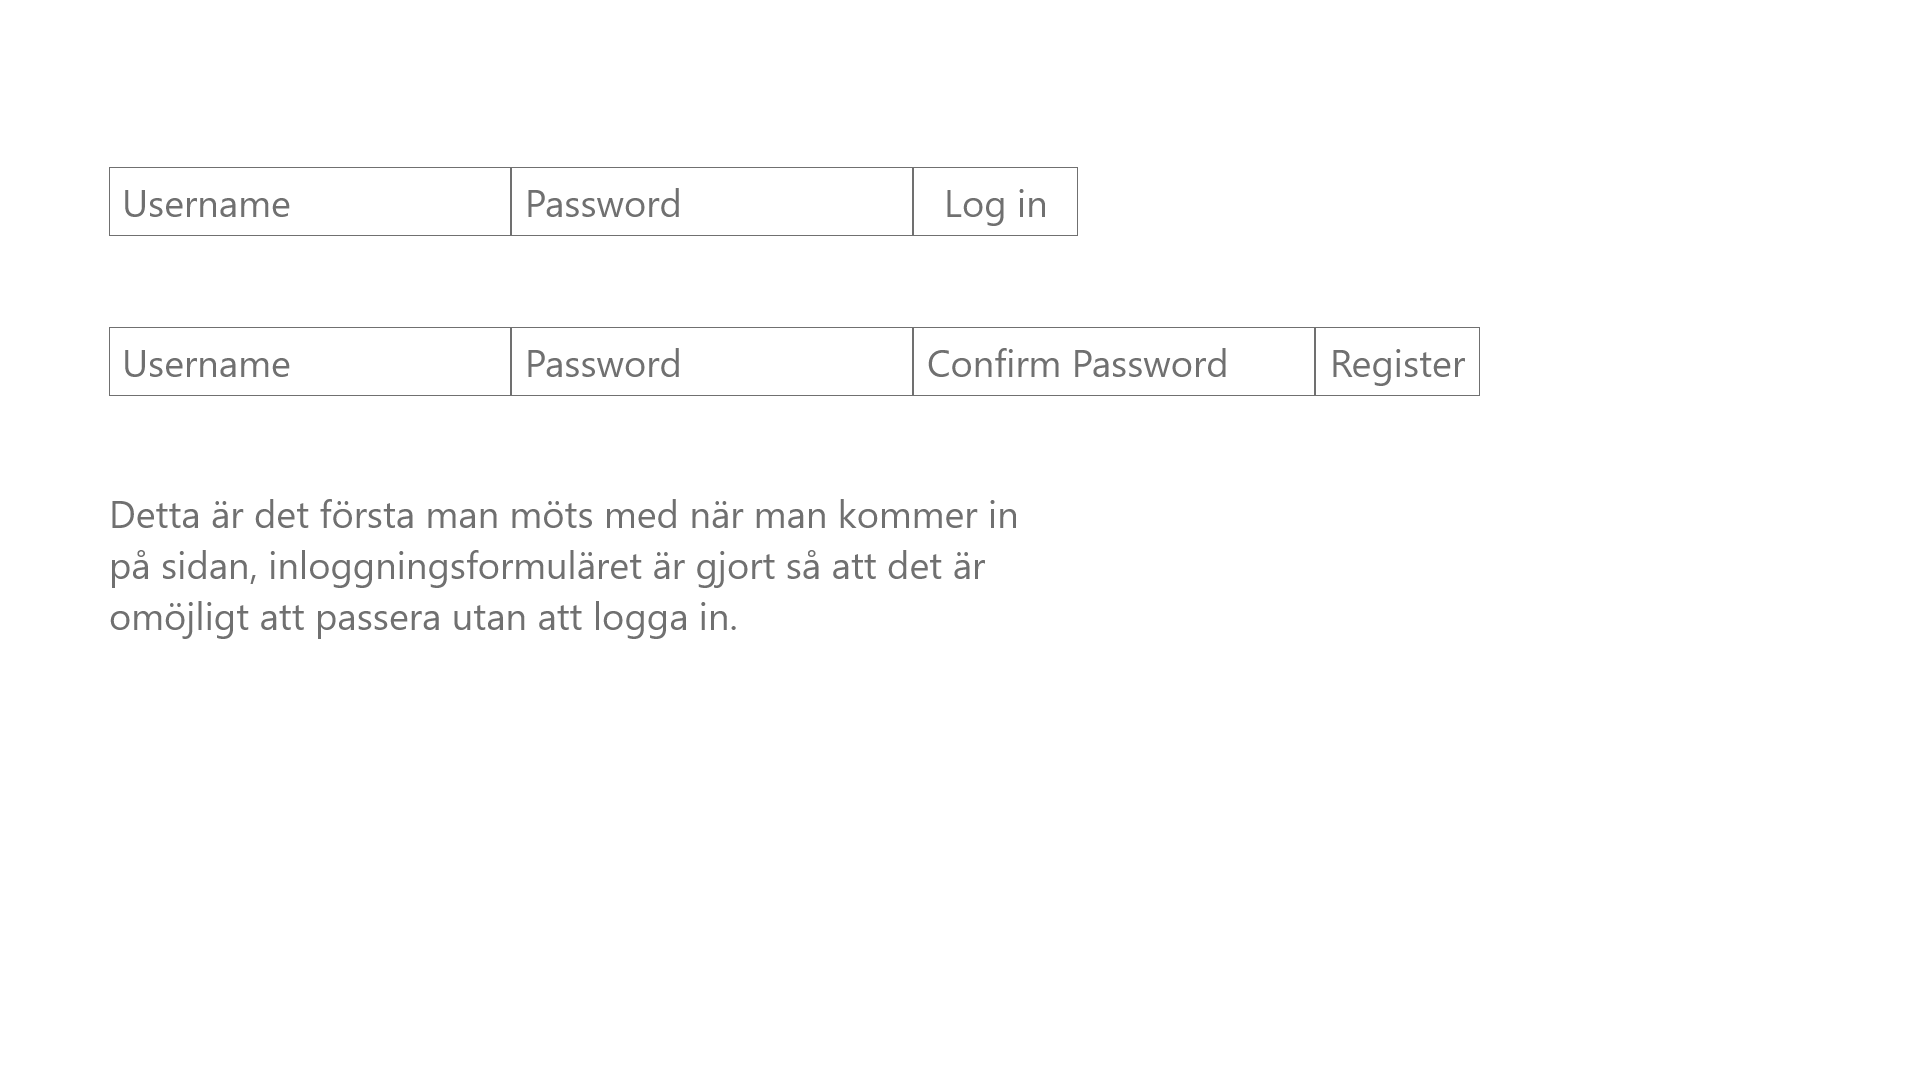 Username Password Log in
Username Password Confirm Password Register
Detta är det första man möts med när man kommer in
på sidan, inloggningsformuläret är gjort så att det är
omöjligt att passera utan att logga in.